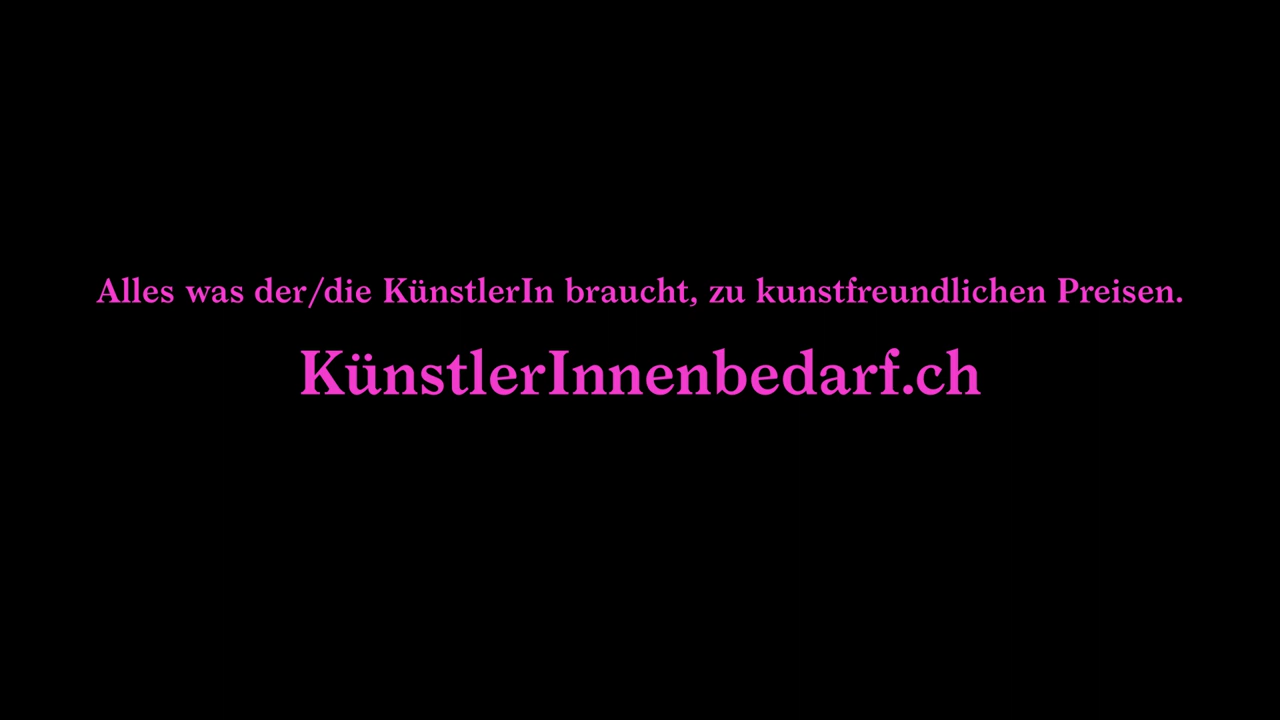 Alles was der/die KünstlerIn braucht, zu kunstfreundlichen Preisen.
KünstlerInnenbedarf.ch